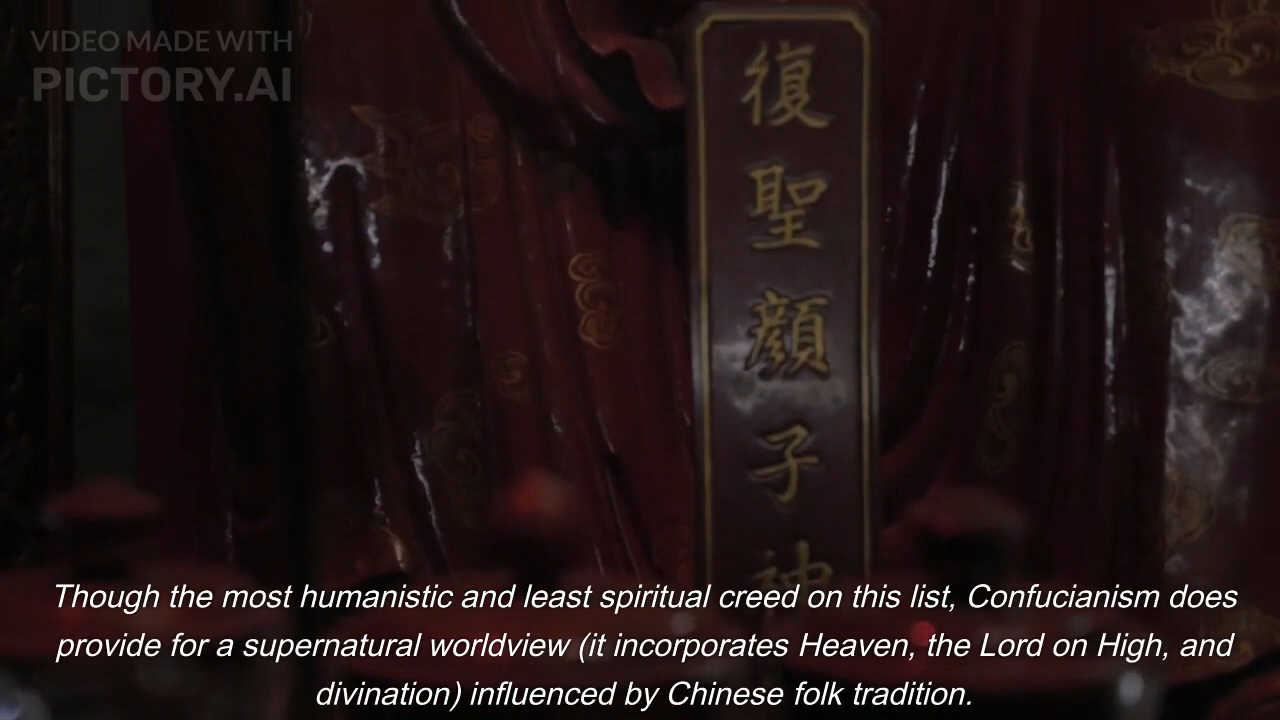 VIDEO MADE WITH
PICTORY.AI
復聖顏子神
Though the most humanistic and least spiritual creed on this list, Confucianism does
provide for a supernatural worldview (it incorporates Heaven, the Lord on High, and
divination) influenced by Chinese folk tradition.